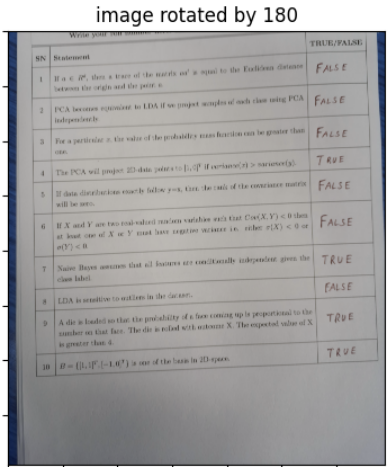 image rotated by 180
Write your roll number
TRUE/FALSE
SN Statement
1 If a ∈ Rⁿ, then a trace of the matrix aaᵗ is equal to the Euclidean distance FALSE
between the origin and the point
2 PCA becomes equivalent to LDA if we project samples of each class using PCA FALSE
independently.
3 For a particular x, the value of the probability mass function can be greater than FALSE
one.
4 The PCA will project 2D-data points to [1, 0]ᵀ if variance(x) > variance(y). TRUE
5 If data distributions exactly follow y=x, then the rank of the covariance matrix FALSE
will be zero.
6 If X and Y are two real-valued random variables such that Cov(X, Y) < 0 then FALSE
at least one of X or Y must have negative variance i.e. either σ(X) < 0 or
σ(Y) < 0.
7 Naive Bayes assumes that all features are conditionally independent given the TRUE
class label.
8 LDA is sensitive to outliers in the dataset. FALSE
9 A die is loaded so that the probability of a face coming up is proportional to the TRUE
number on that face. The die is rolled with outcome X. The expected value of X
is greater than 4.
10 B = {[1, 1]ᵀ, [−1, 0]ᵀ} is one of the basis in 2D-space. TRUE